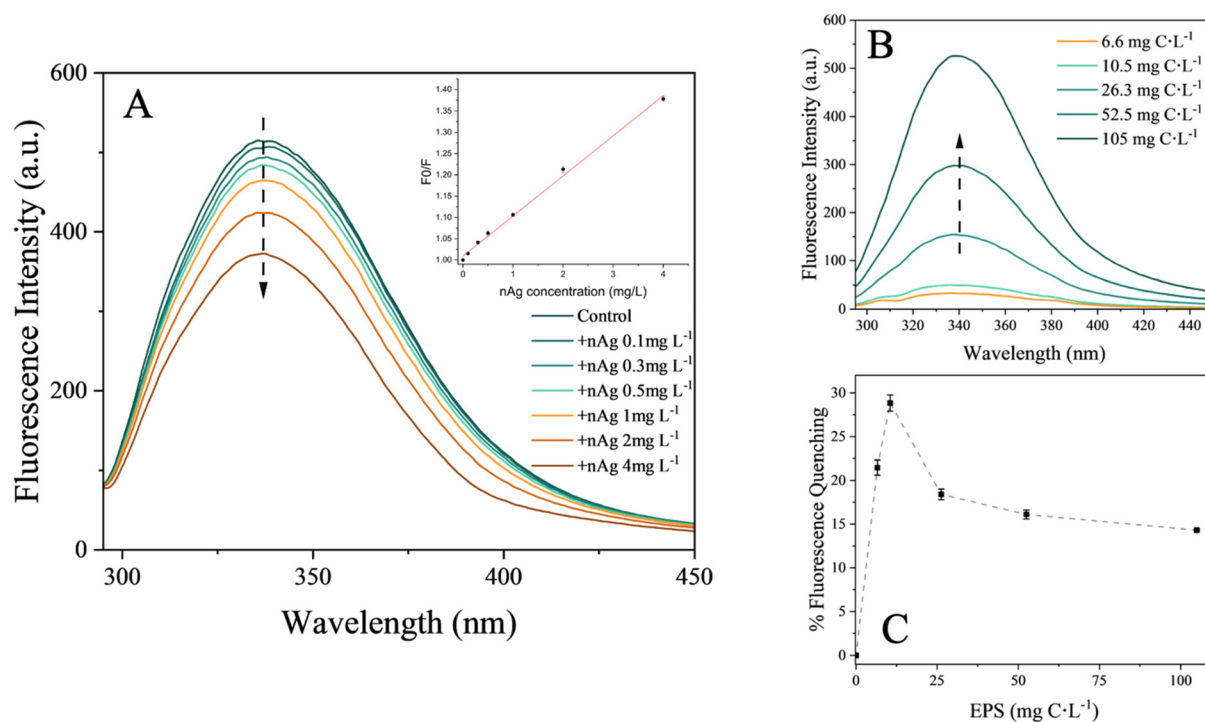 A
600
400
200
0
300
350
400
450
Fluorescence Intensity (a.u.)
Wavelength (nm)
1.40
1.35
1.30
1.25
1.20
1.15
1.10
1.05
1.00
F0/F
0
1
2
3
4
nAg concentration (mg/L)
Control
+nAg 0.1mg L⁻¹
+nAg 0.3mg L⁻¹
+nAg 0.5mg L⁻¹
+nAg 1mg L⁻¹
+nAg 2mg L⁻¹
+nAg 4mg L⁻¹
B
600
500
400
300
200
100
0
Fluorescence Intensity (a.u.)
6.6 mg C·L⁻¹
10.5 mg C·L⁻¹
26.3 mg C·L⁻¹
52.5 mg C·L⁻¹
105 mg C·L⁻¹
300
320
340
360
380
400
420
440
Wavelength (nm)
30
25
20
15
10
5
0
% Fluorescence Quenching
C
0
25
50
75
100
EPS (mg C·L⁻¹)